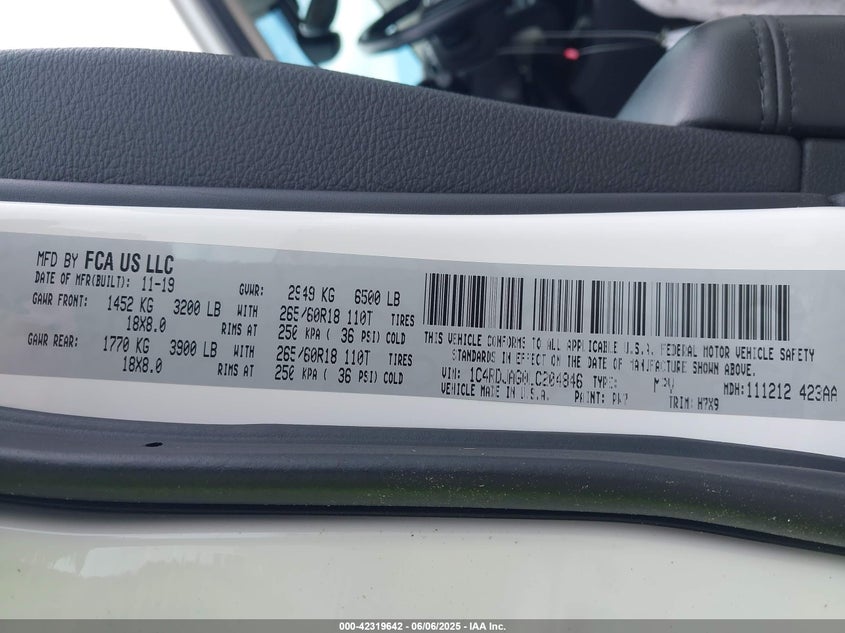 MFD BY FCA US LLC
DATE OF MFR(BUILT): 11-19 GVWR: 2949 KG 6500 LB
GAWR FRONT: 1452 KG 3200 LB WITH 265/60R18 110T TIRES
18X8.0 RIMS AT 250 KPA ( 36 PSI) COLD
GAWR REAR: 1770 KG 3900 LB WITH 265/60R18 110T TIRES
18X8.0 RIMS AT 250 KPA ( 36 PSI) COLD
THIS VEHICLE CONFORMS TO ALL APPLICABLE U.S.A. FEDERAL MOTOR VEHICLE SAFETY
STANDARDS IN EFFECT ON THE DATE OF MANUFACTURE SHOWN ABOVE.
VIN: 1C4RDJAG0LC204846 TYPE: MPV MDH: 111212 423AA
VEHICLE MADE IN U.S.A. PAINT: PW7 TRIM: H7X9
000-42319642 - 06/06/2025 - IAA Inc.